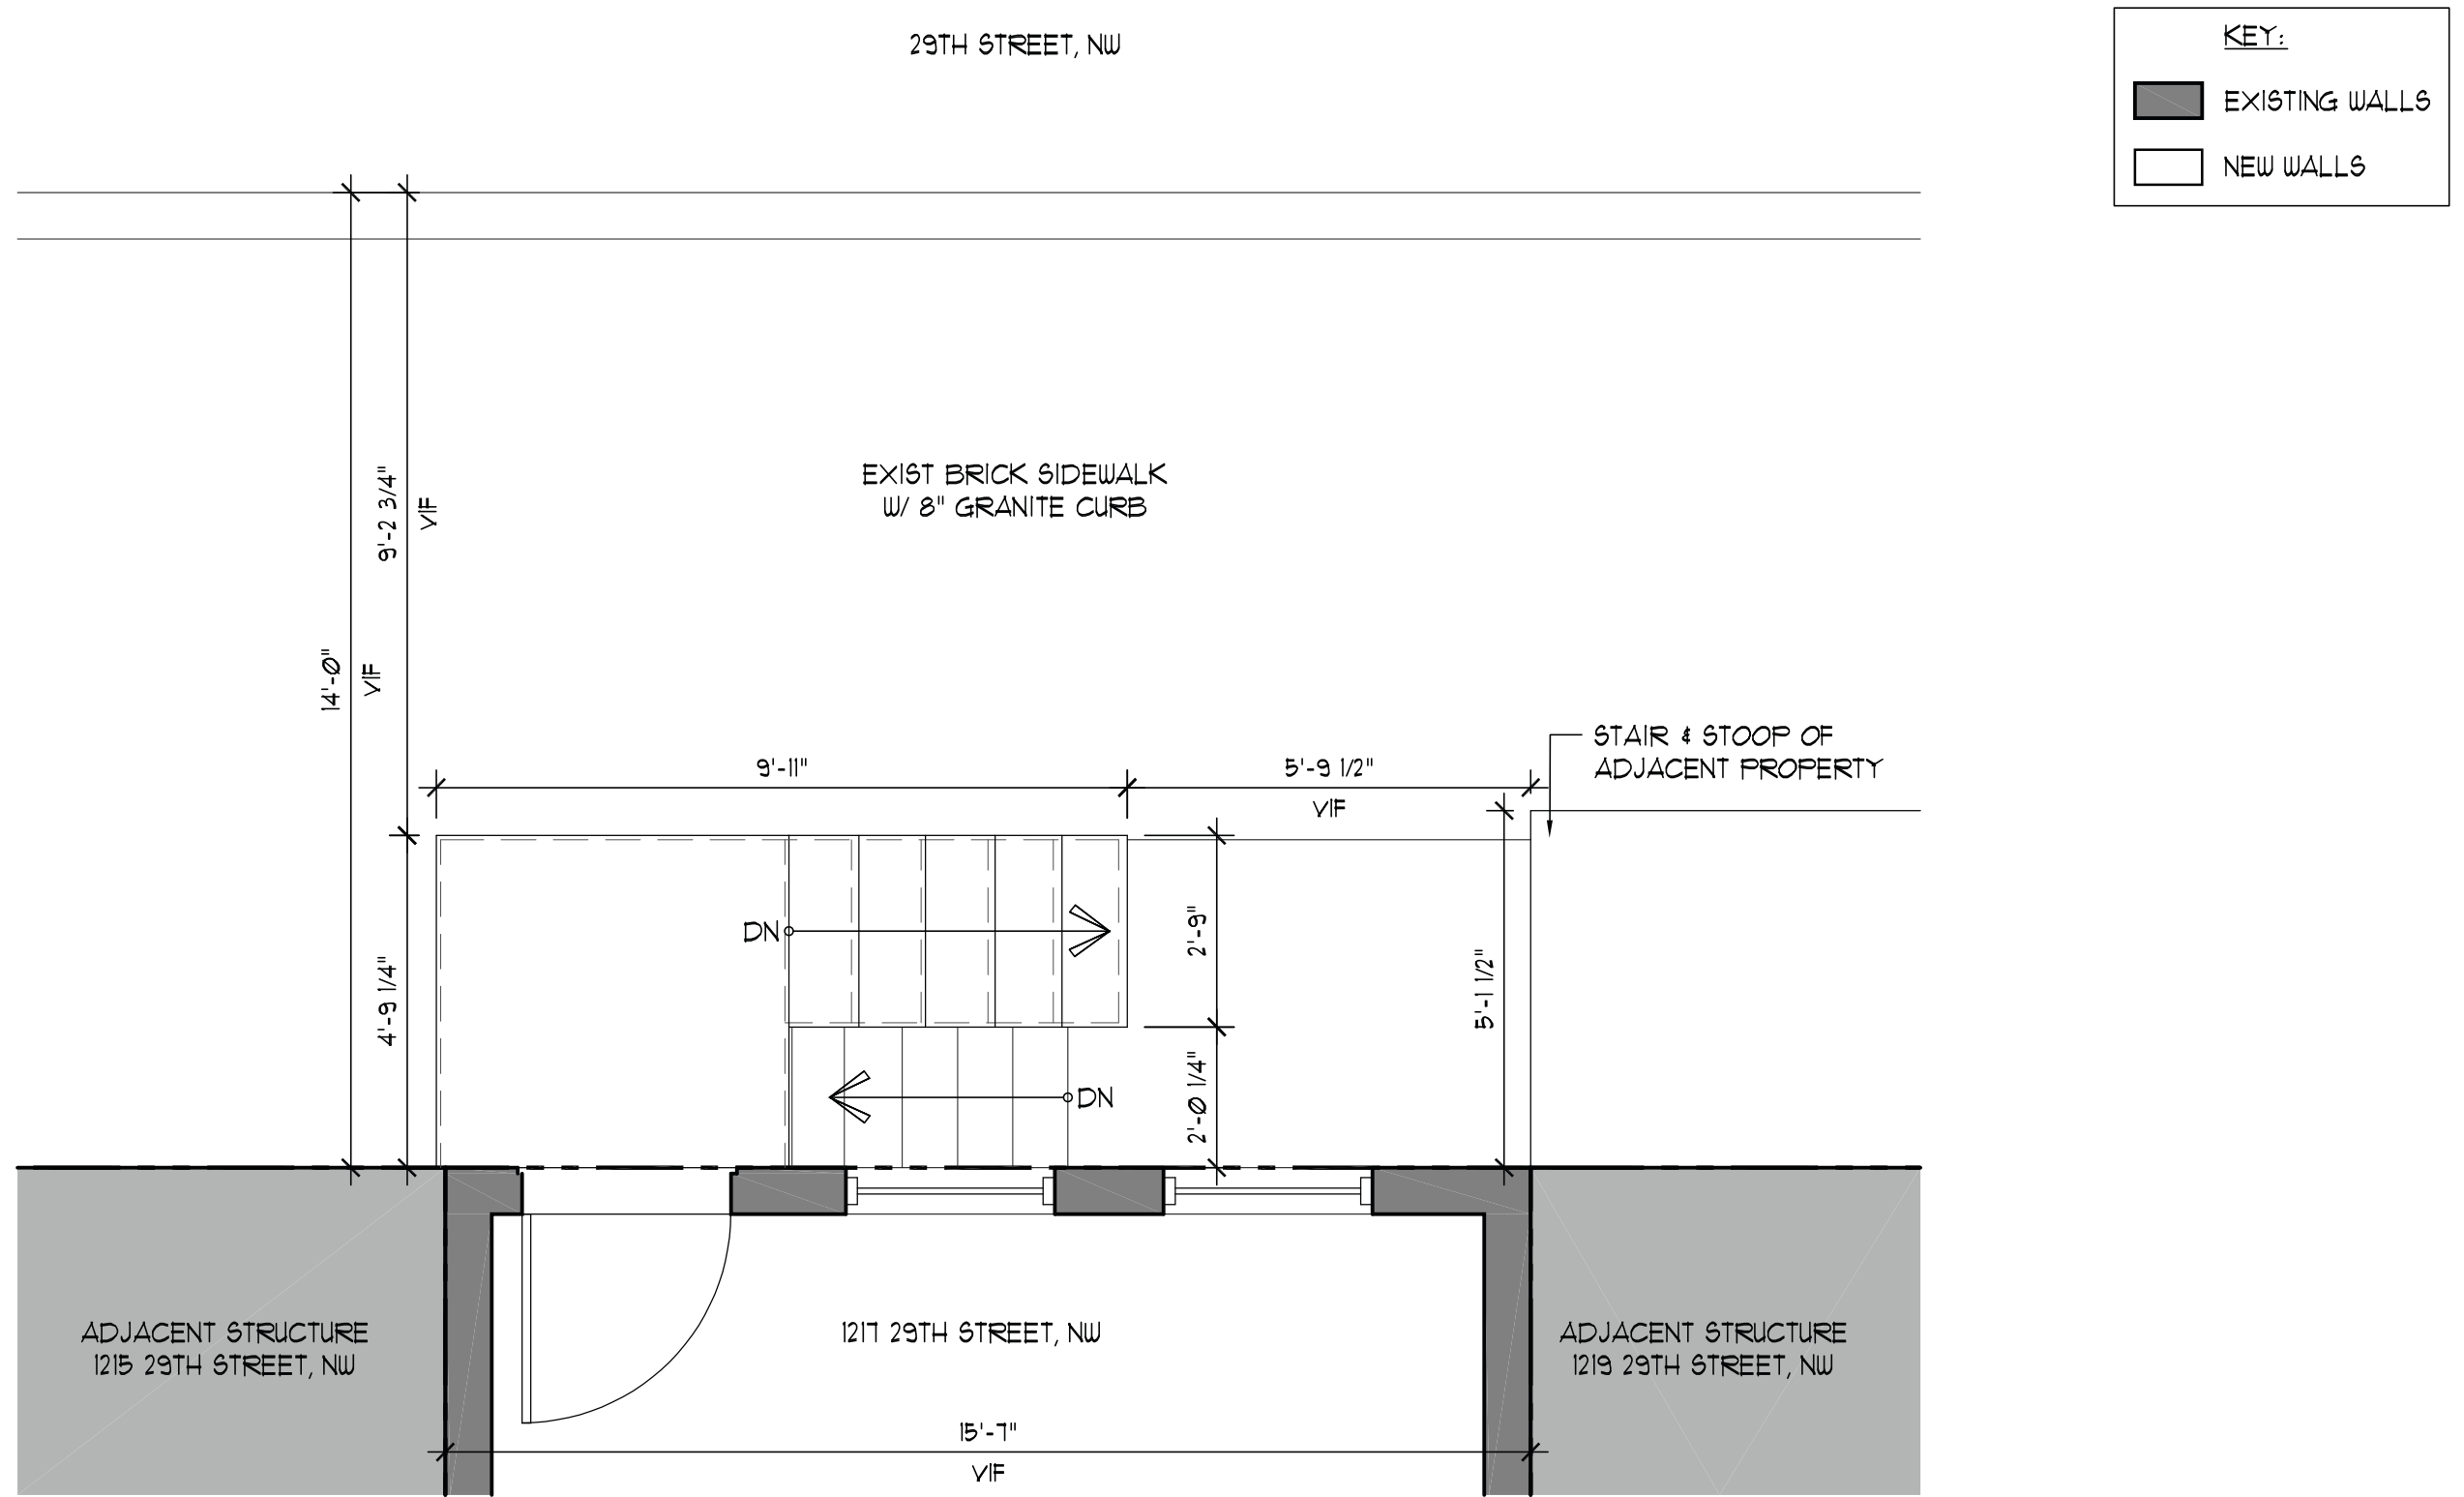 29TH STREET, NW
KEY:
EXISTING WALLS
NEW WALLS
EXIST BRICK SIDEWALK
W/ 8" GRANITE CURB
9'-2 3/4"
VIF
14'-0"
VIF
STAIR & STOOP OF
ADJACENT PROPERTY
9'-11"
5'-9 1/2"
VIF
DN
2'-9"
4'-9 1/4"
5'-1 1/2"
DN
2'-0 1/4"
ADJACENT STRUCTURE
1215 29TH STREET, NW
1217 29TH STREET, NW
ADJACENT STRUCTURE
1219 29TH STREET, NW
15'-7"
VIF